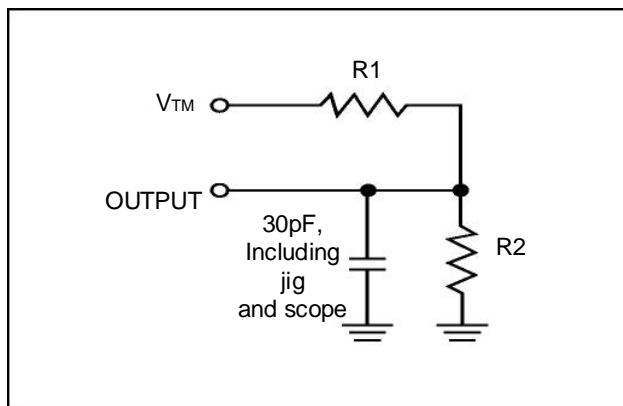 R1
VTM
OUTPUT
30pF,
Including
jig
and scope
R2